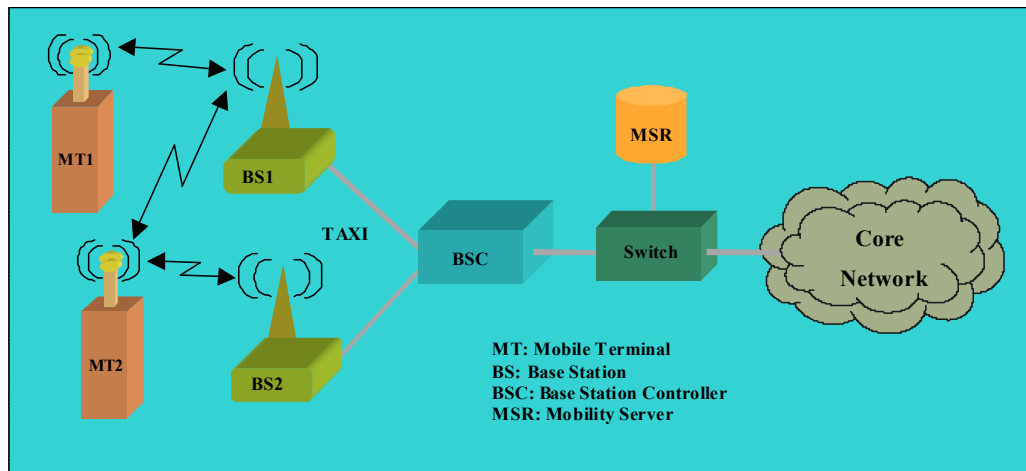 MT1
BS1
MSR
TAXI
BSC
Switch
Core
Network
MT2
BS2
MT: Mobile Terminal
BS: Base Station
BSC: Base Station Controller
MSR: Mobility Server